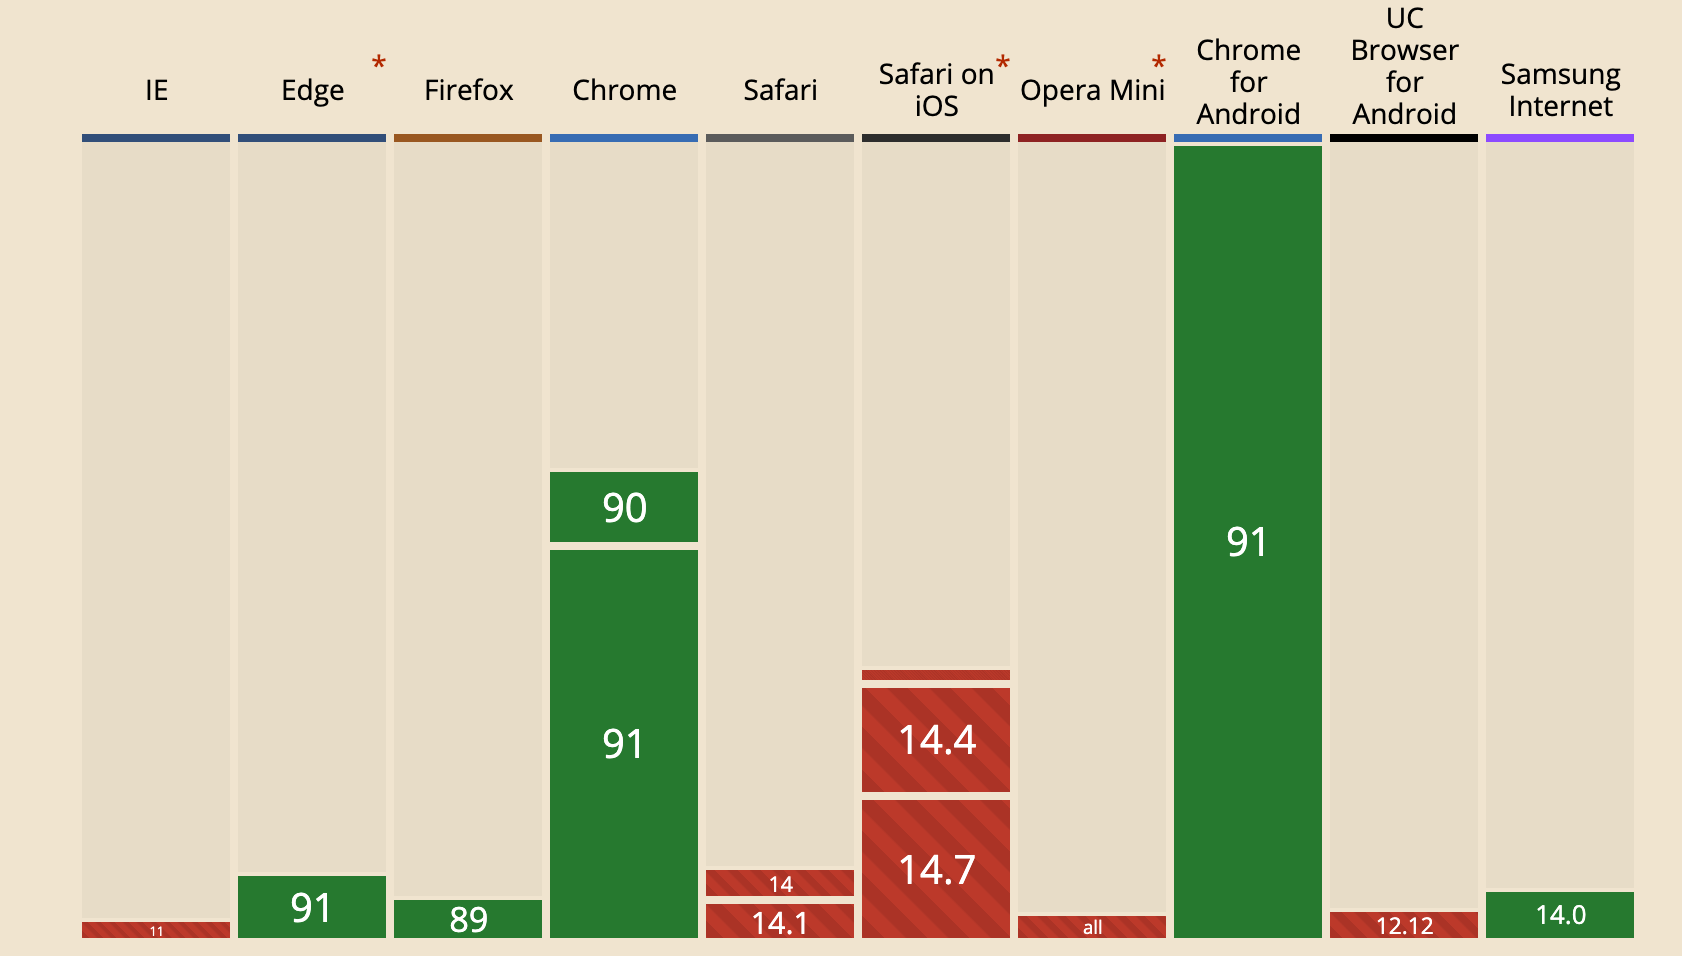 IE
Edge
*
Firefox
Chrome
Safari
Safari on
iOS
*
Opera Mini
*
Chrome
for
Android
UC
Browser
for
Android
Samsung
Internet
11
91
89
90
91
14
14.1
14.4
14.7
all
91
12.12
14.0